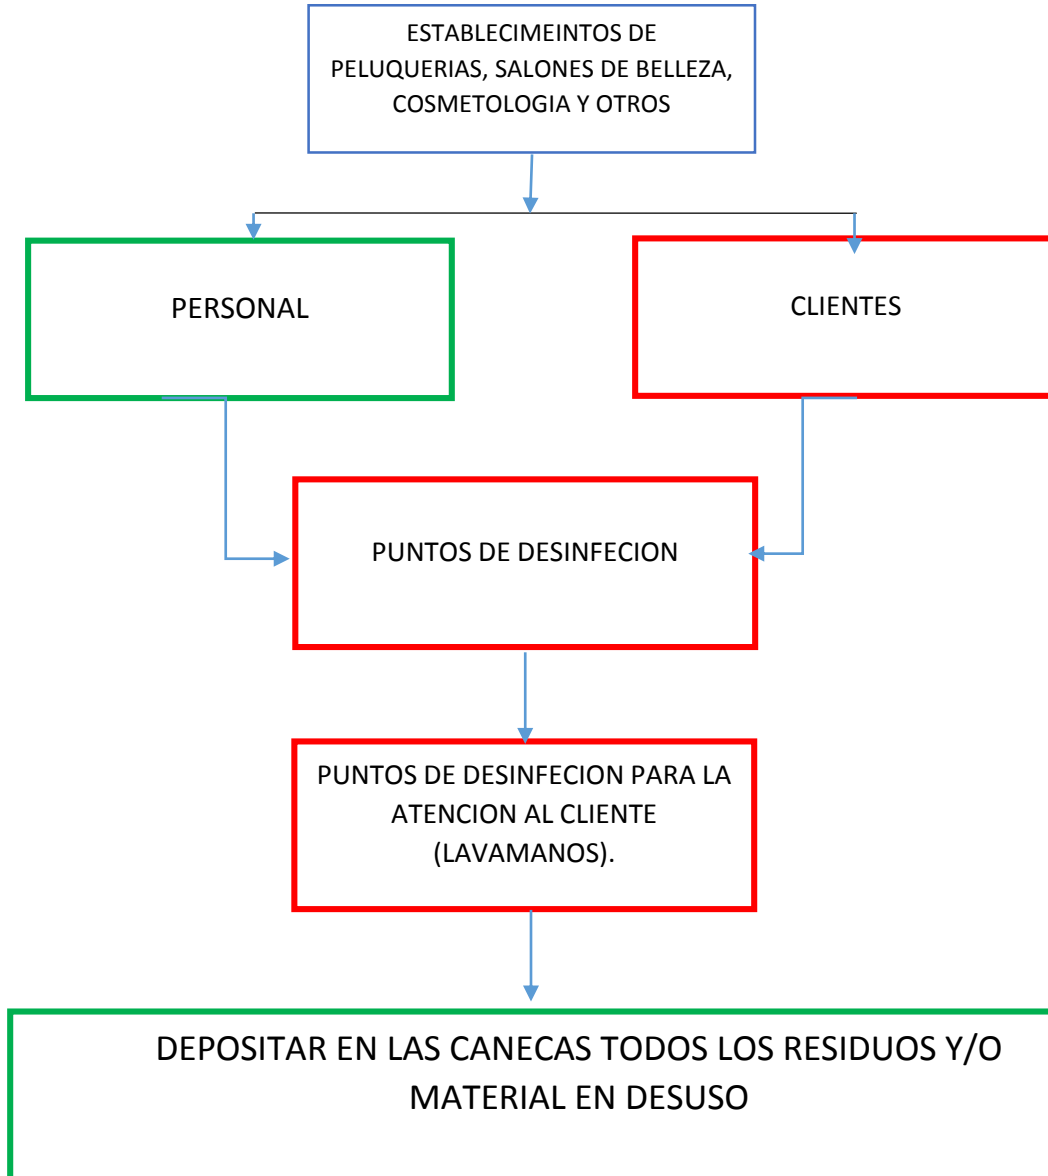 ESTABLECIMEINTOS DE
PELUQUERIAS, SALONES DE BELLEZA,
COSMETOLOGIA Y OTROS
PERSONAL
CLIENTES
PUNTOS DE DESINFECION
PUNTOS DE DESINFECION PARA LA
ATENCION AL CLIENTE
(LAVAMANOS).
DEPOSITAR EN LAS CANECAS TODOS LOS RESIDUOS Y/O
MATERIAL EN DESUSO